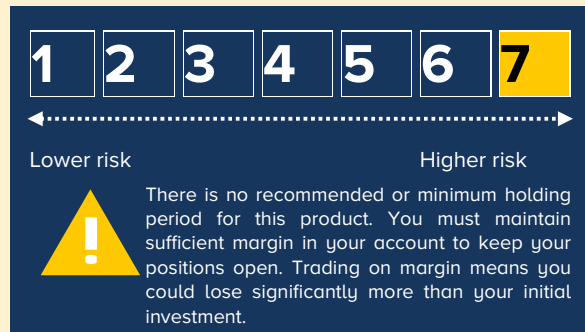 1 2 3 4 5 6 7
Lower risk Higher risk
There is no recommended or minimum holding
period for this product. You must maintain
sufficient margin in your account to keep your
positions open. Trading on margin means you
could lose significantly more than your initial
investment.